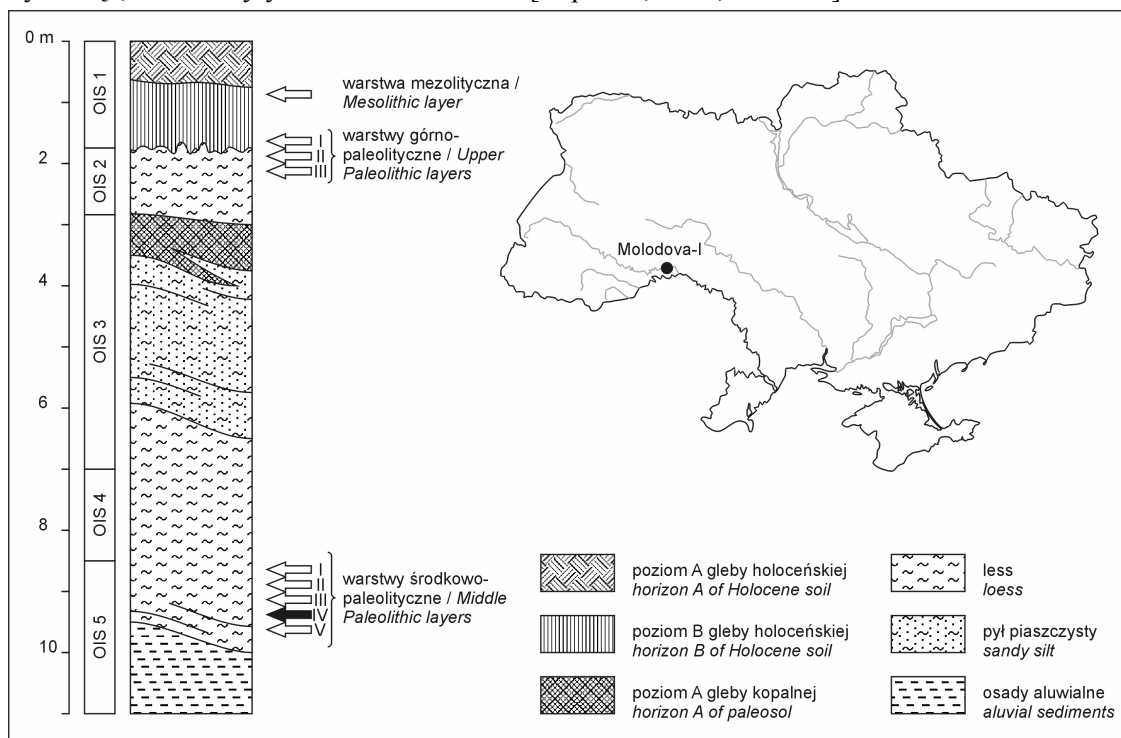 0 m
2
4
6
8
10
OIS 1
OIS 2
OIS 3
OIS 4
OIS 5
warstwa mezolityczna /
Mesolithic layer
I
II
III
warstwy górno-
paleolityczne / Upper
Paleolithic layers
I
II
III
IV
V
warstwy środkowo-
paleolityczne / Middle
Paleolithic layers
Molodova-I
poziom A gleby holoceńskiej
horizon A of Holocene soil
poziom B gleby holoceńskiej
horizon B of Holocene soil
poziom A gleby kopalnej
horizon A of paleosol
less
loess
pył piaszczysty
sandy silt
osady aluwialne
aluvial sediments